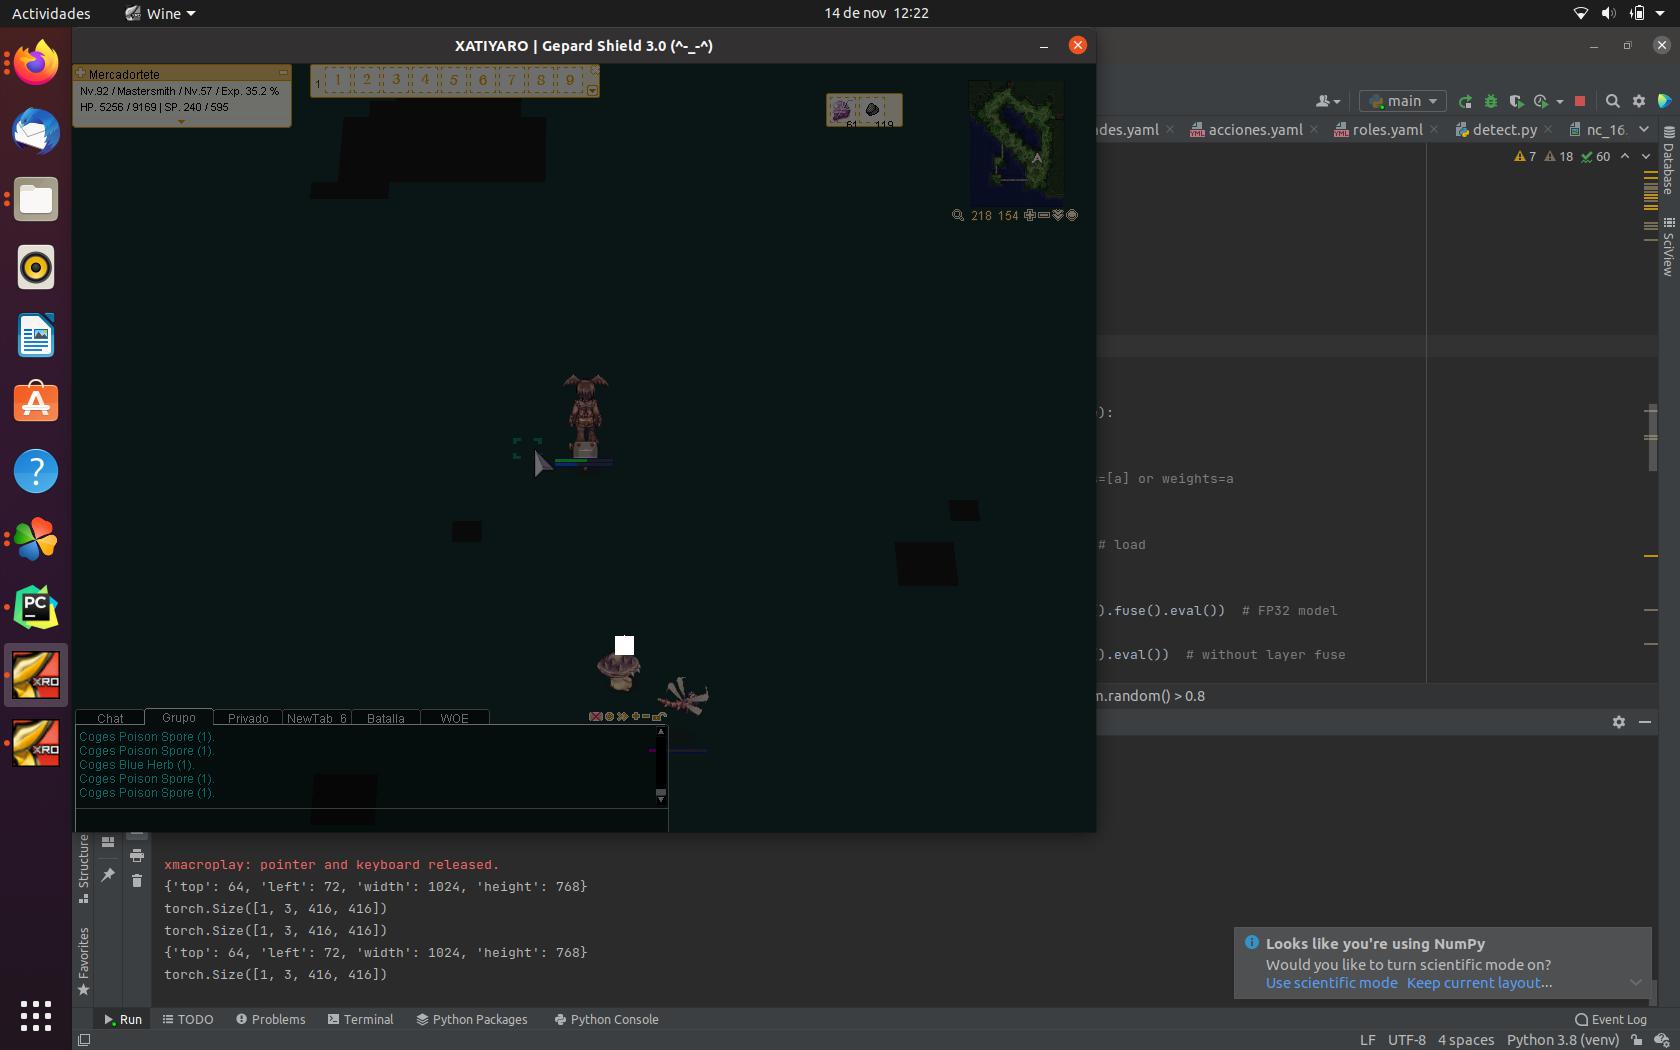 Actividades
Wine
14 de nov 12:22
XATIYARO | Gepard Shield 3.0 (^-_-^)
Mercadortete
Nv.92 / Mastersmith / Nv.57 / Exp. 35.2 %
HP. 5256 / 9169 | SP. 240 / 595
1 1 2 3 4 5 6 7 8 9
61 119
218 154
main
des.yaml
acciones.yaml
roles.yaml
detect.py
nc_16.
7 18 60
Database
SciView
):
=[a] or weights=a
# load
).fuse().eval()) # FP32 model
).eval()) # without layer fuse
m.random() > 0.8
PC
XRO
XRO
Chat Grupo Privado NewTab 6 Batalla WOE
Coges Poison Spore (1).
Coges Poison Spore (1).
Coges Blue Herb (1).
Coges Poison Spore (1).
Coges Poison Spore (1).
Structure
Favorites
xmacroplay: pointer and keyboard released.
{'top': 64, 'left': 72, 'width': 1024, 'height': 768}
torch.Size([1, 3, 416, 416])
torch.Size([1, 3, 416, 416])
{'top': 64, 'left': 72, 'width': 1024, 'height': 768}
torch.Size([1, 3, 416, 416])
Looks like you're using NumPy
Would you like to turn scientific mode on?
Use scientific mode Keep current layout...
Run TODO Problems Terminal Python Packages Python Console
Event Log
LF UTF-8 4 spaces Python 3.8 (venv)